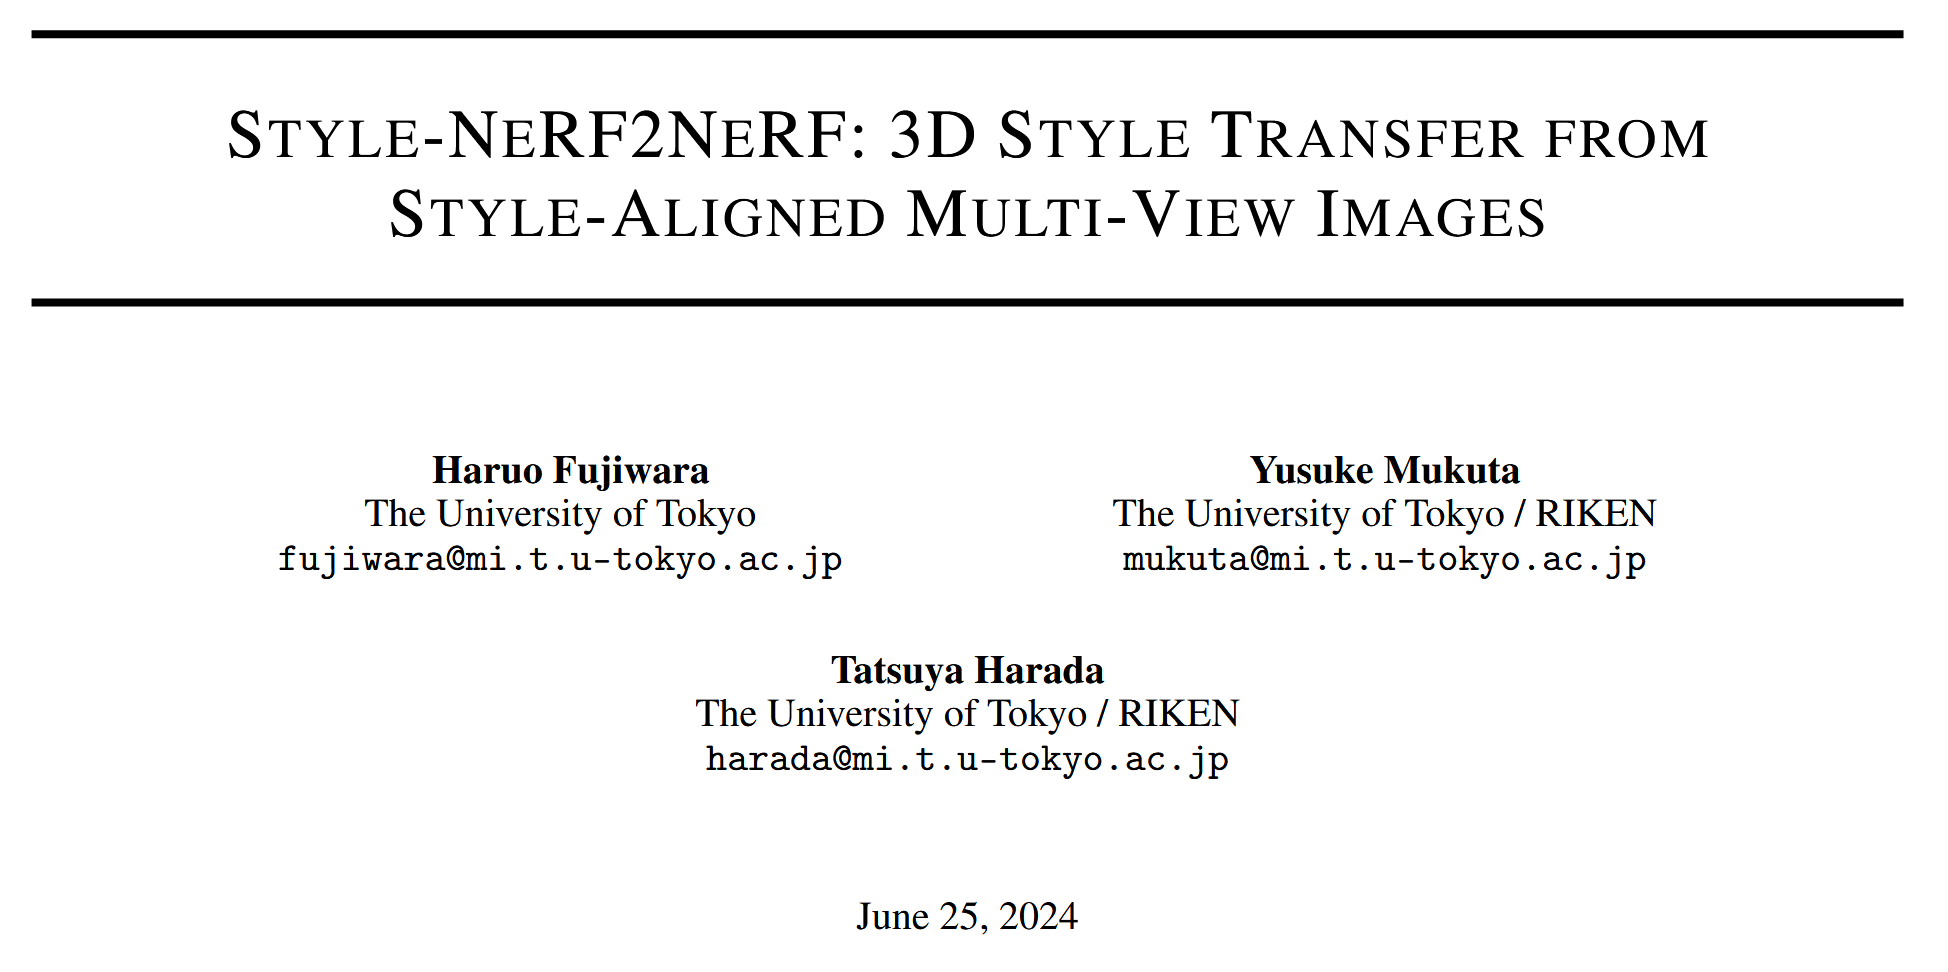 STYLE-NERF2NERF: 3D STYLE TRANSFER FROM
STYLE-ALIGNED MULTI-VIEW IMAGES
Haruo Fujiwara
The University of Tokyo
fujiwara@mi.t.u-tokyo.ac.jp
Yusuke Mukuta
The University of Tokyo / RIKEN
mukuta@mi.t.u-tokyo.ac.jp
Tatsuya Harada
The University of Tokyo / RIKEN
harada@mi.t.u-tokyo.ac.jp
June 25, 2024